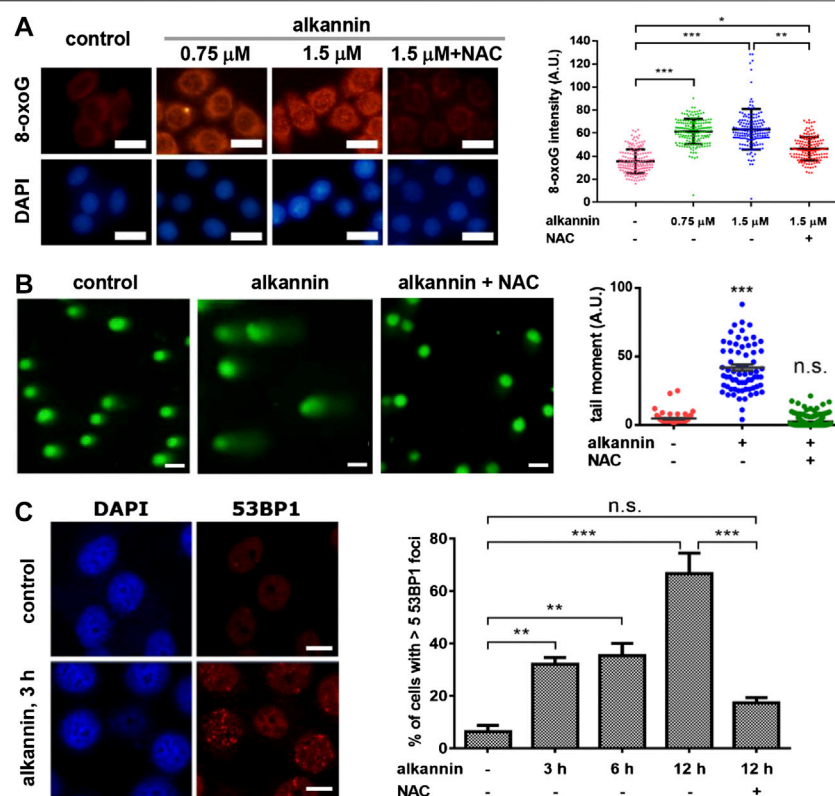 A
alkannin
control
0.75 µM
1.5 µM
1.5 µM+NAC
8-oxoG
DAPI
8-oxoG intensity (A.U.)
140
120
100
80
60
40
20
0
*
***
**
***
alkannin - 0.75 µM 1.5 µM 1.5 µM
NAC - - - +
B
control
alkannin
alkannin + NAC
tail moment (A.U.)
100
50
0
***
n.s.
alkannin - + +
NAC - - +
C
DAPI
53BP1
control
alkannin, 3 h
% of cells with > 5 53BP1 foci
80
60
40
20
0
n.s.
***
***
**
**
alkannin - 3 h 6 h 12 h 12 h
NAC - - - - +